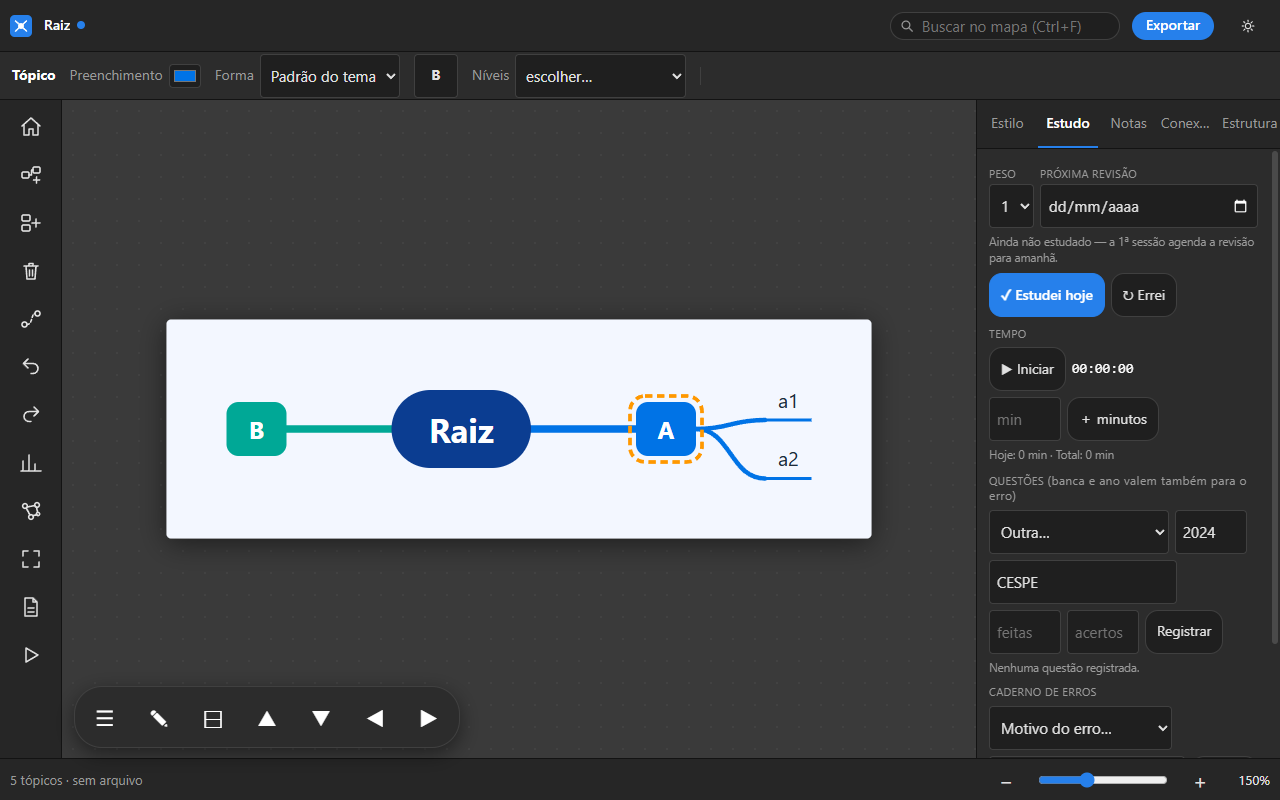 Raiz
Buscar no mapa (Ctrl+F)
Exportar
Tópico
Preenchimento
Forma
Padrão do tema
B
Níveis
escolher...
Estilo
Estudo
Notas
Conex...
Estrutura
PESO
PRÓXIMA REVISÃO
1
dd/mm/aaaa
Ainda não estudado — a 1ª sessão agenda a revisão
para amanhã.
✓ Estudei hoje
↻ Errei
TEMPO
▶ Iniciar
00:00:00
min
+ minutos
Hoje: 0 min · Total: 0 min
QUESTÕES (banca e ano valem também para o
erro)
Outra...
2024
CESPE
feitas
acertos
Registrar
Nenhuma questão registrada.
CADERNO DE ERROS
Motivo do erro...
B
Raiz
A
a1
a2
5 tópicos · sem arquivo
−
+
150%